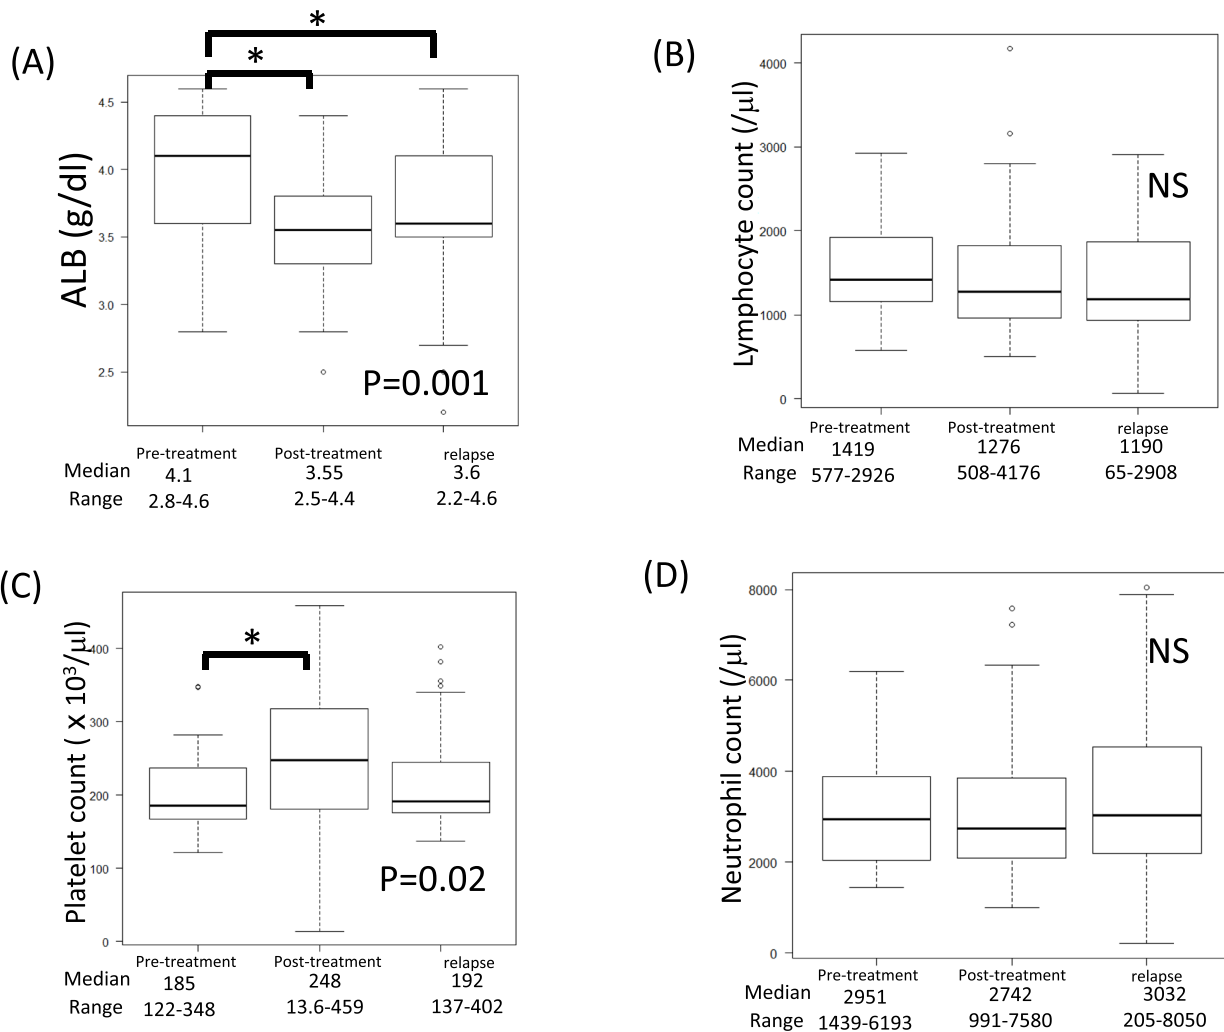 (A)
*
*
ALB (g/dl)
4.5
4.0
3.5
3.0
2.5
P=0.001
Pre-treatment Post-treatment relapse
Median 4.1 3.55 3.6
Range 2.8-4.6 2.5-4.4 2.2-4.6
(B)
Lymphocyte count (/μl)
4000
3000
2000
1000
0
NS
Pre-treatment Post-treatment relapse
Median 1419 1276 1190
Range 577-2926 508-4176 65-2908
(C)
*
Platelet count ( x 10³/μl)
400
300
200
100
0
P=0.02
Pre-treatment Post-treatment relapse
Median 185 248 192
Range 122-348 13.6-459 137-402
(D)
Neutrophil count (/μl)
8000
6000
4000
2000
0
NS
Pre-treatment Post-treatment relapse
Median 2951 2742 3032
Range 1439-6193 991-7580 205-8050